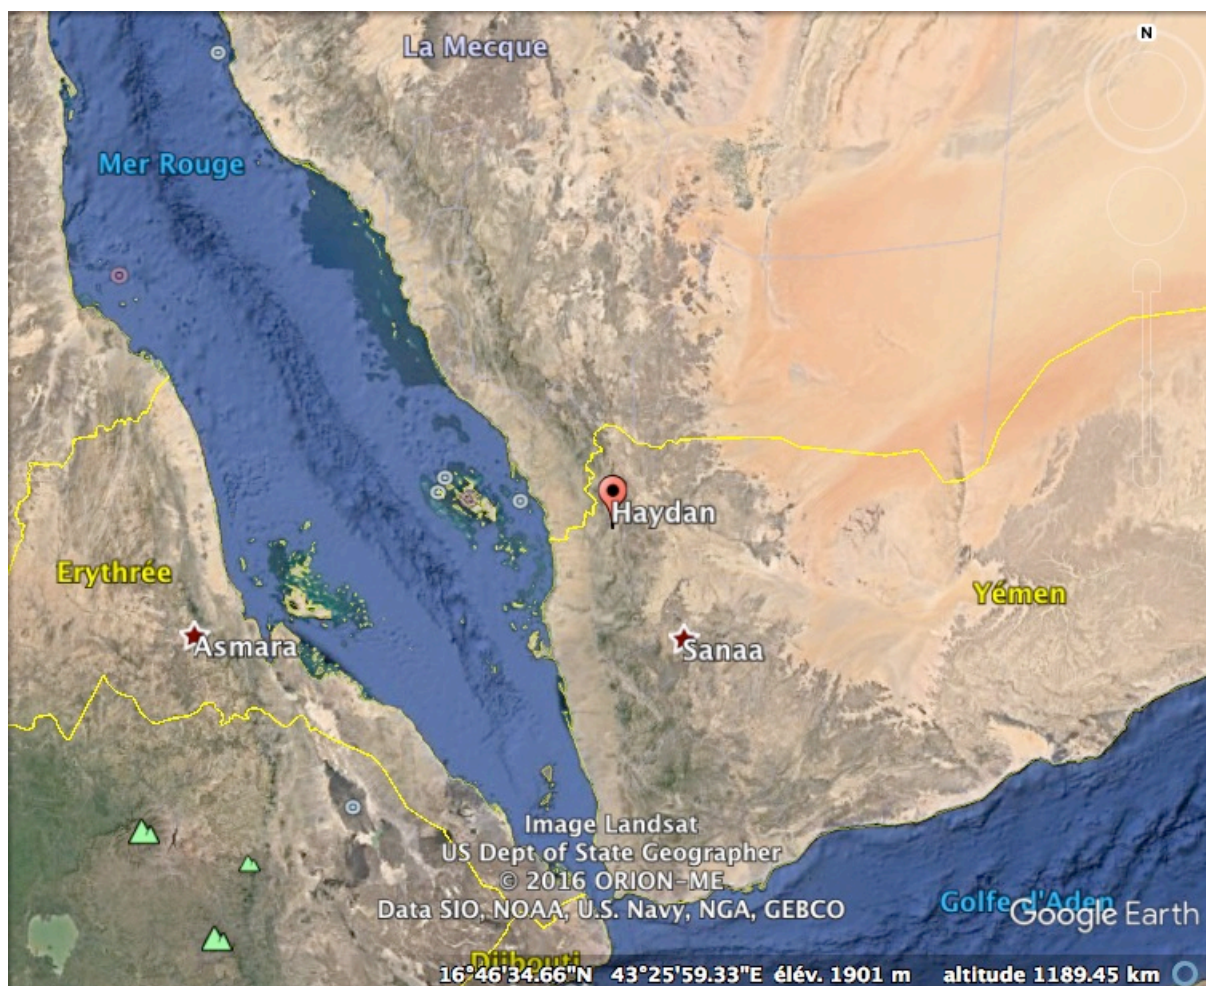 N
La Mecque
Mer Rouge
Haydan
Erythrée
Yémen
Asmara
Sanaa
Image Landsat
US Dept of State Geographer
© 2016 ORION-ME
Data SIO, NOAA, U.S. Navy, NGA, GEBCO
Golfe d'Aden
Google Earth
Djibouti
16°46'34.66"N 43°25'59.33"E élév. 1901 m altitude 1189.45 km